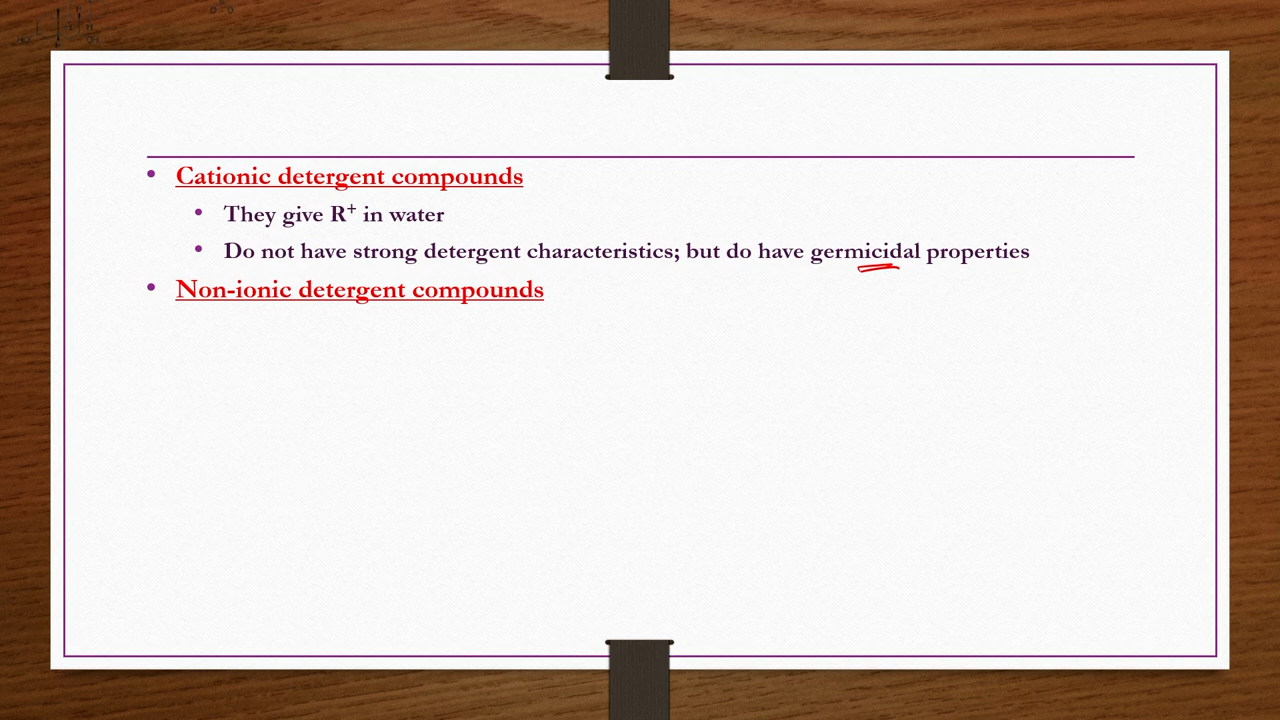 • Cationic detergent compounds
• They give R⁺ in water
• Do not have strong detergent characteristics; but do have germicidal properties
• Non-ionic detergent compounds